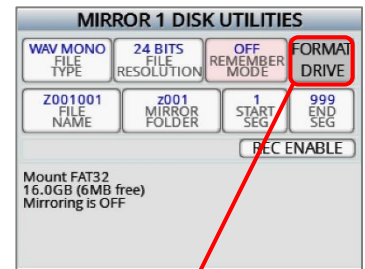 MIRROR 1 DISK UTILITIES
WAV MONO 24 BITS OFF FORMAT
FILE FILE REMEMBER DRIVE
TYPE RESOLUTION MODE
Z001001 z001 1 999
FILE MIRROR START END
NAME FOLDER SEG SEG
REC ENABLE
Mount FAT32
16.0GB (6MB free)
Mirroring is OFF